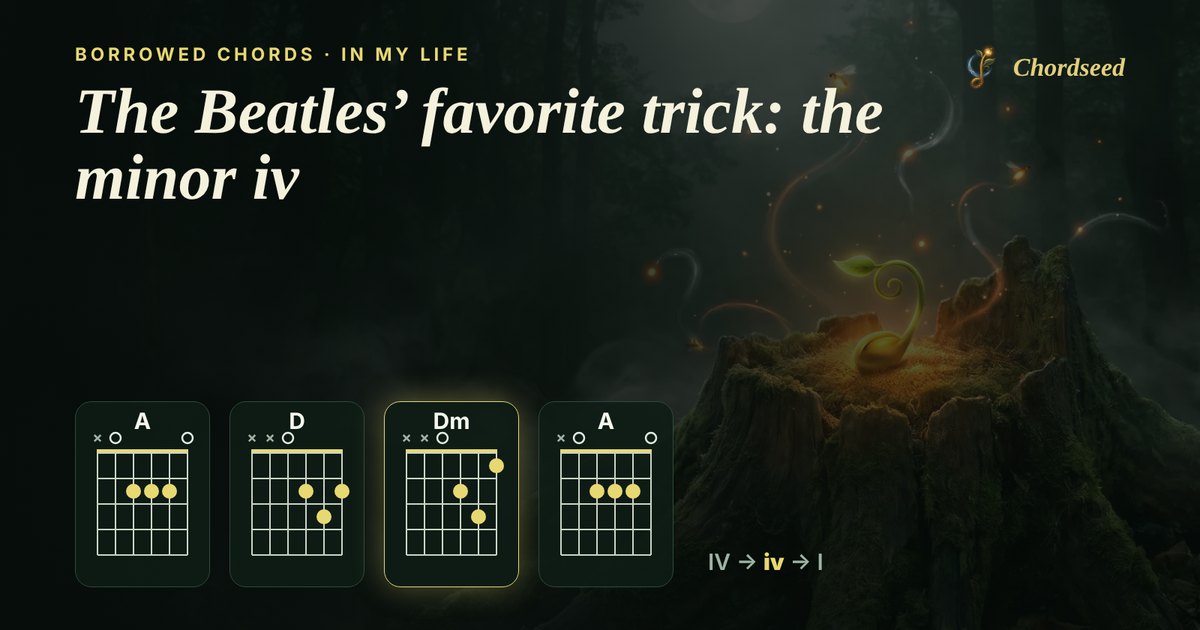 BORROWED CHORDS · IN MY LIFE
Chordseed
The Beatles’ favorite trick: the
minor iv
A
D
Dm
A
IV → iv → I